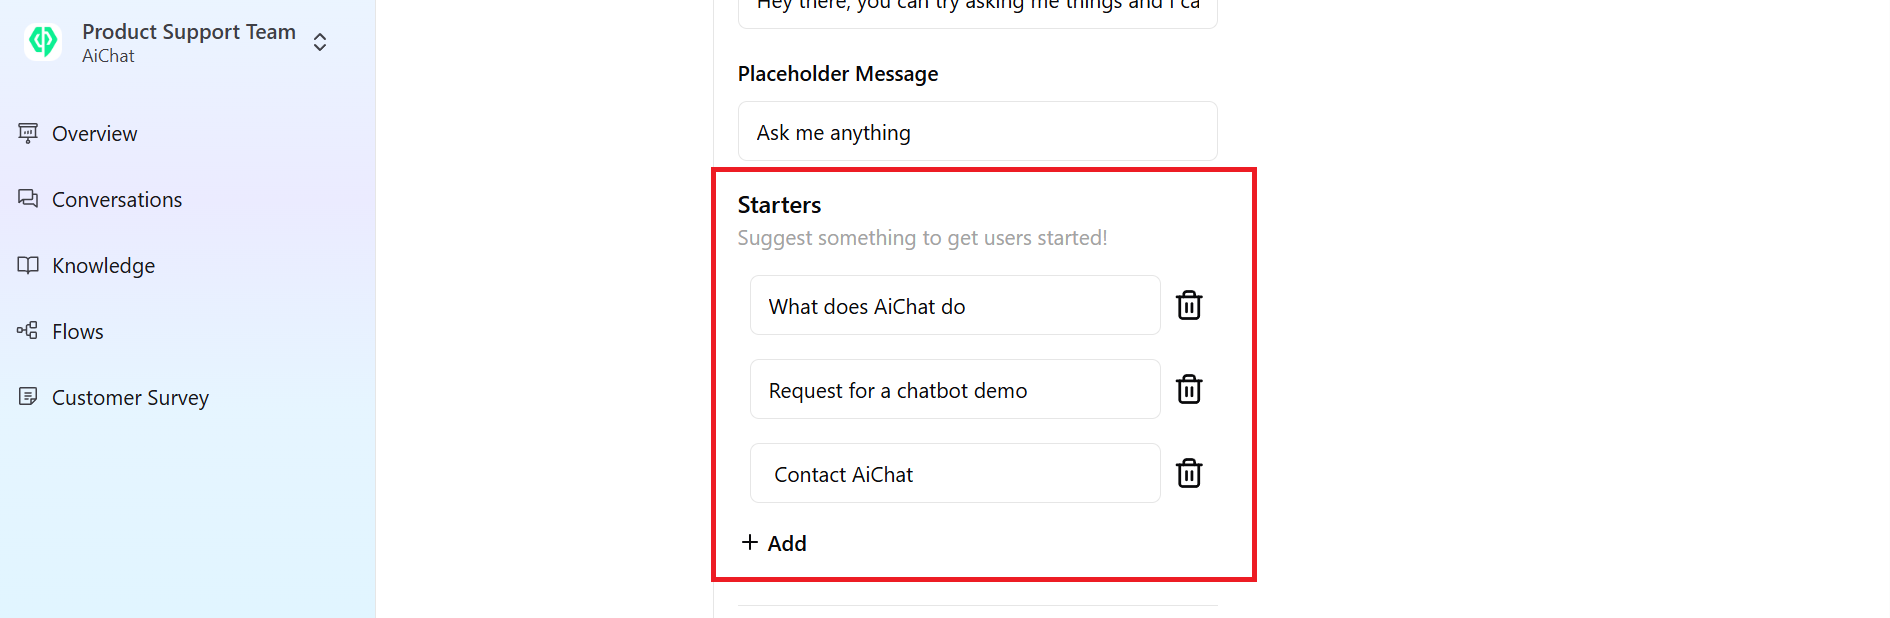 Product Support Team
AiChat
Overview
Conversations
Knowledge
Flows
Customer Survey
Hey there, you can try asking me things and I ca
Placeholder Message
Ask me anything
Starters
Suggest something to get users started!
What does AiChat do
Request for a chatbot demo
Contact AiChat
+ Add